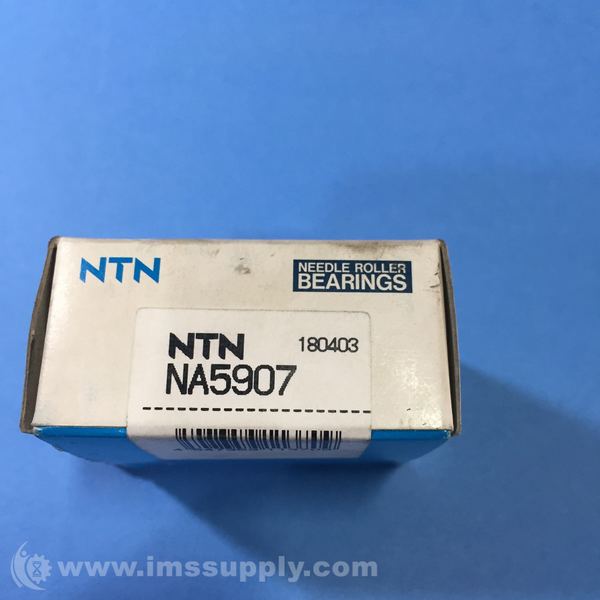 NTN
NEEDLE ROLLER
BEARINGS
NTN 180403
NA5907
www.imssupply.com